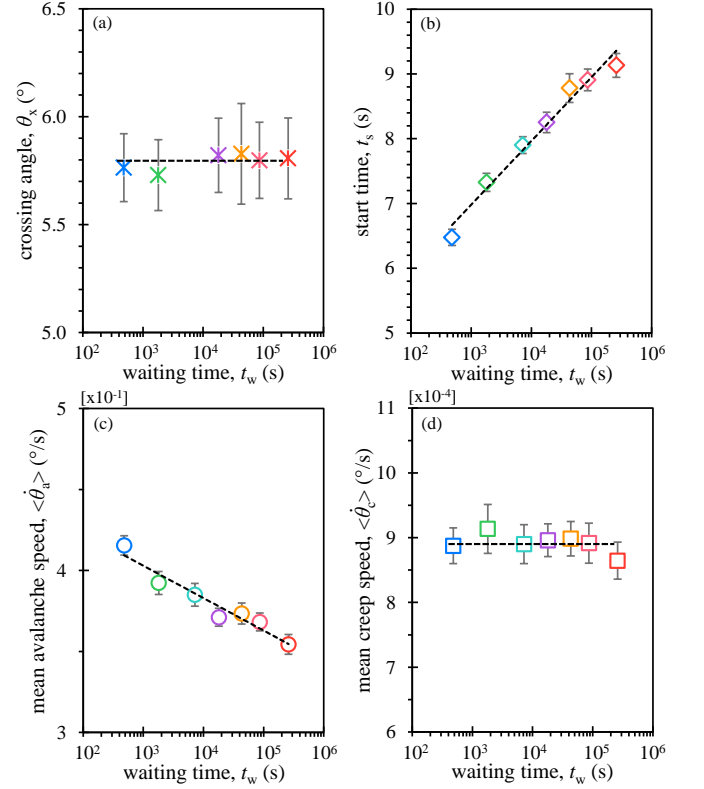 (a)
crossing angle, θx (°)
6.5
6.0
5.5
5.0
10² 10³ 10⁴ 10⁵ 10⁶
waiting time, tw (s)
(b)
start time, ts (s)
10
9
8
7
6
5
10² 10³ 10⁴ 10⁵ 10⁶
waiting time, tw (s)
[x10⁻¹]
(c)
mean avalanche speed, <θ̇a> (°/s)
5
4
3
10² 10³ 10⁴ 10⁵ 10⁶
waiting time, tw (s)
[x10⁻⁴]
(d)
mean creep speed, <θ̇c> (°/s)
11
10
9
8
7
6
10² 10³ 10⁴ 10⁵ 10⁶
waiting time, tw (s)